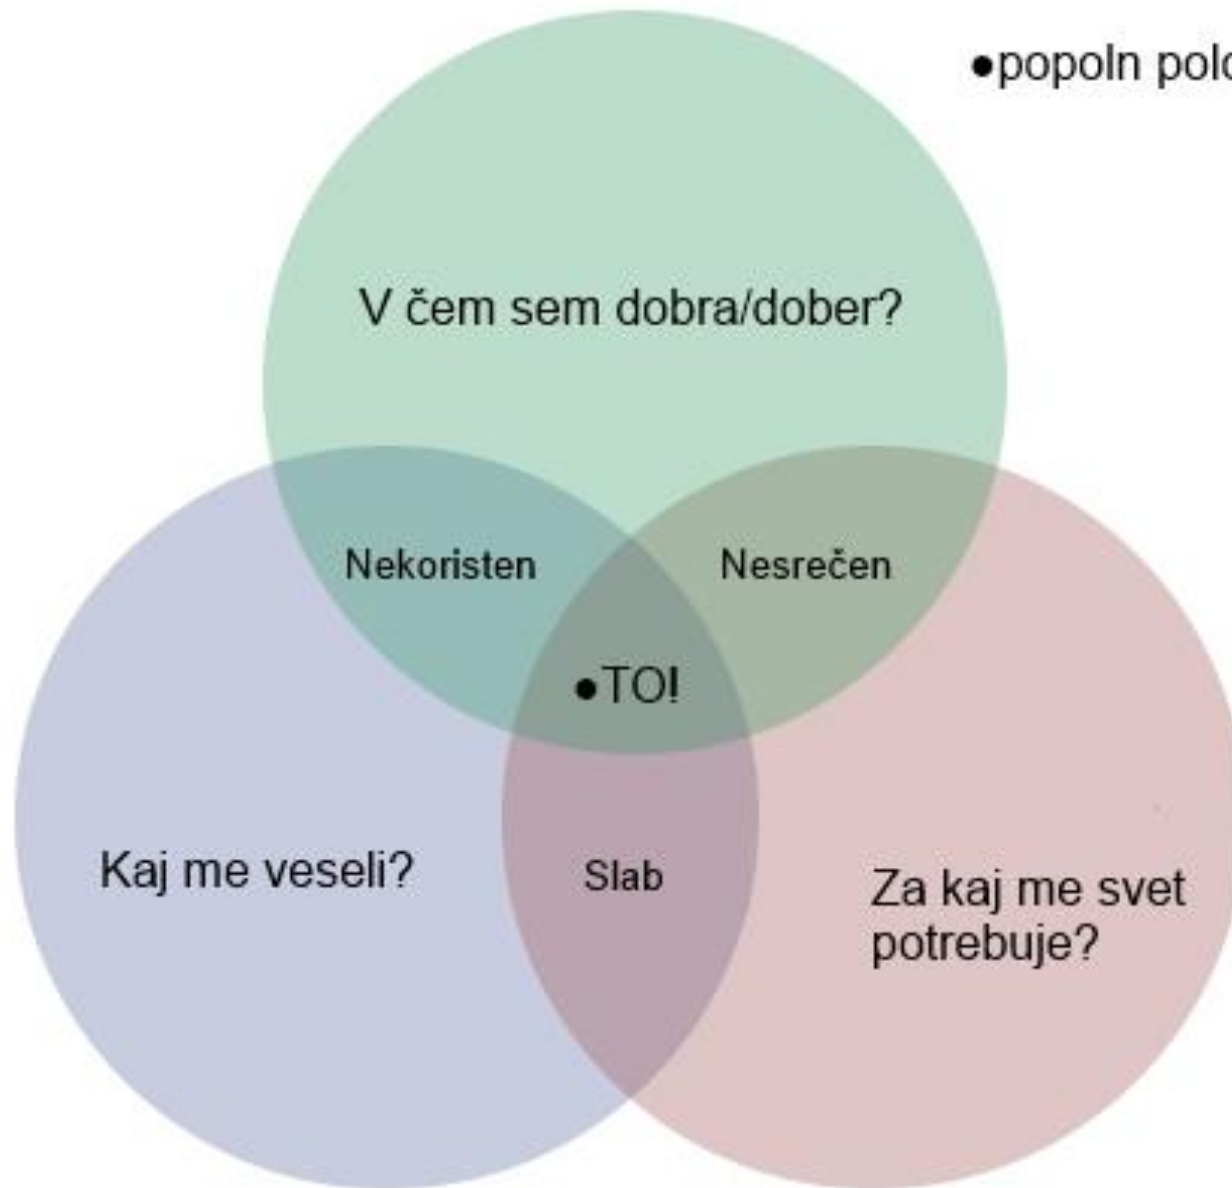 ●popoln
V čem sem dobra/dober?
Nekoristen
Nesrečen
●TO!
Kaj me veseli?
Slab
Za kaj me svet
potrebuje?